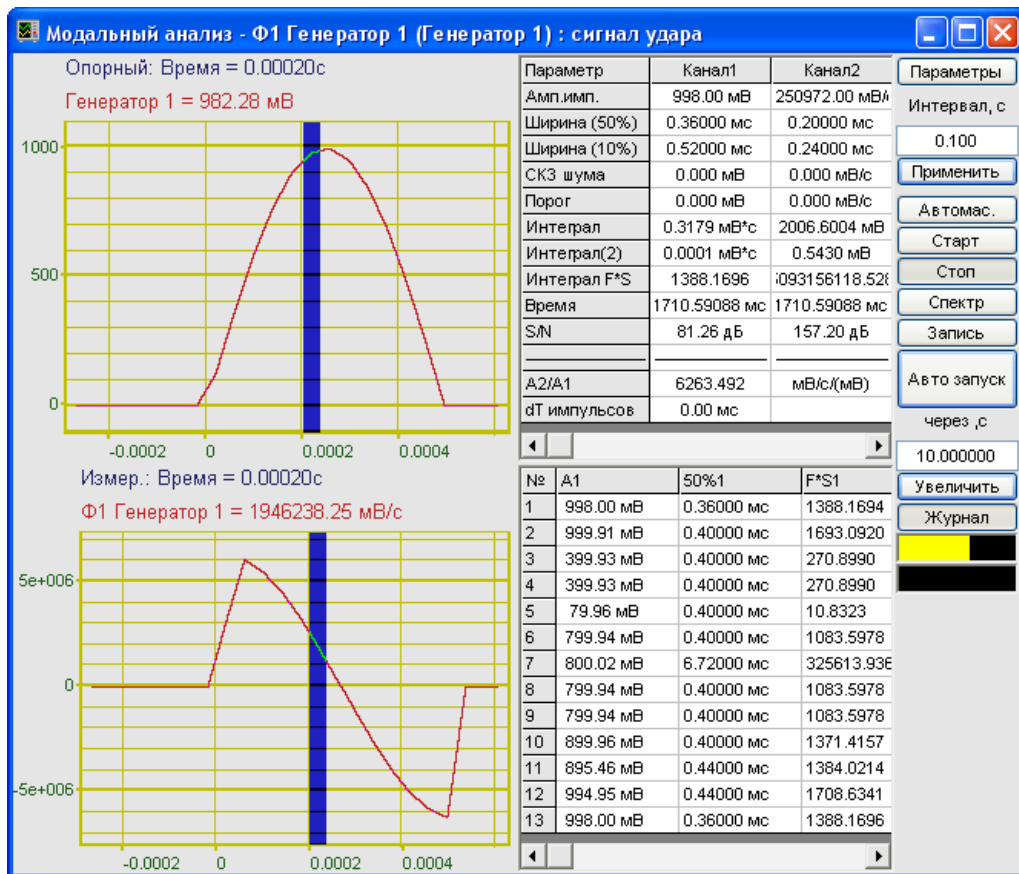 Модальный анализ - Ф1 Генератор 1 (Генератор 1) : сигнал удара
Опорный: Время = 0.00020с
Генератор 1 = 982.28 мВ
1000
500
0
-0.0002 0 0.0002 0.0004
Измер.: Время = 0.00020с
Ф1 Генератор 1 = 1946238.25 мВ/с
5e+006
0
-5e+006
-0.0002 0 0.0002 0.0004
Параметр Канал1 Канал2
Амп.имп. 998.00 мВ 250972.00 мВ/
Ширина (50%) 0.36000 мс 0.20000 мс
Ширина (10%) 0.52000 мс 0.24000 мс
СКЗ шума 0.000 мВ 0.000 мВ/с
Порог 0.000 мВ 0.000 мВ/с
Интеграл 0.3179 мВ*с 2006.6004 мВ
Интеграл(2) 0.0001 мВ*с 0.5430 мВ
Интеграл F*S 1388.1696 093156118.528
Время 1710.59088 мс 1710.59088 мс
S/N 81.26 дБ 157.20 дБ
A2/A1 6263.492 мВ/с/(мВ)
dT импульсов 0.00 мс
№ A1 50%1 F*S1
1 998.00 мВ 0.36000 мс 1388.1694
2 999.91 мВ 0.40000 мс 1693.0920
3 399.93 мВ 0.40000 мс 270.8990
4 399.93 мВ 0.40000 мс 270.8990
5 79.96 мВ 0.40000 мс 10.8323
6 799.94 мВ 0.40000 мс 1083.5978
7 800.02 мВ 6.72000 мс 325613.936
8 799.94 мВ 0.40000 мс 1083.5978
9 799.94 мВ 0.40000 мс 1083.5978
10 899.96 мВ 0.40000 мс 1371.4157
11 895.46 мВ 0.44000 мс 1384.0214
12 994.95 мВ 0.44000 мс 1708.6341
13 998.00 мВ 0.36000 мс 1388.1696
Параметры
Интервал, с
0.100
Применить
Автомас.
Старт
Стоп
Спектр
Запись
Авто запуск
через ,с
10.000000
Увеличить
Журнал